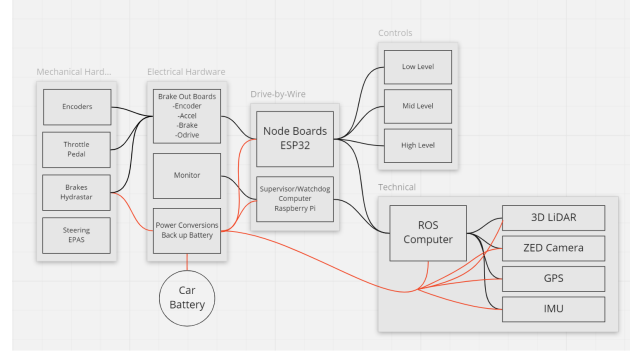 Controls
Low Level
Mid Level
High Level
Mechanical Hard...
Encoders
Throttle
Pedal
Brakes
Hydrastar
Steering
EPAS
Electrical Hardware
Brake Out Boards
-Encoder
-Accel
-Brake
-Odrive
Monitor
Power Conversions
Back up Battery
Car
Battery
Drive-by-Wire
Node Boards
ESP32
Supervisor/Watchdog
Computer
Raspberry Pi
Technical
ROS
Computer
3D LiDAR
ZED Camera
GPS
IMU